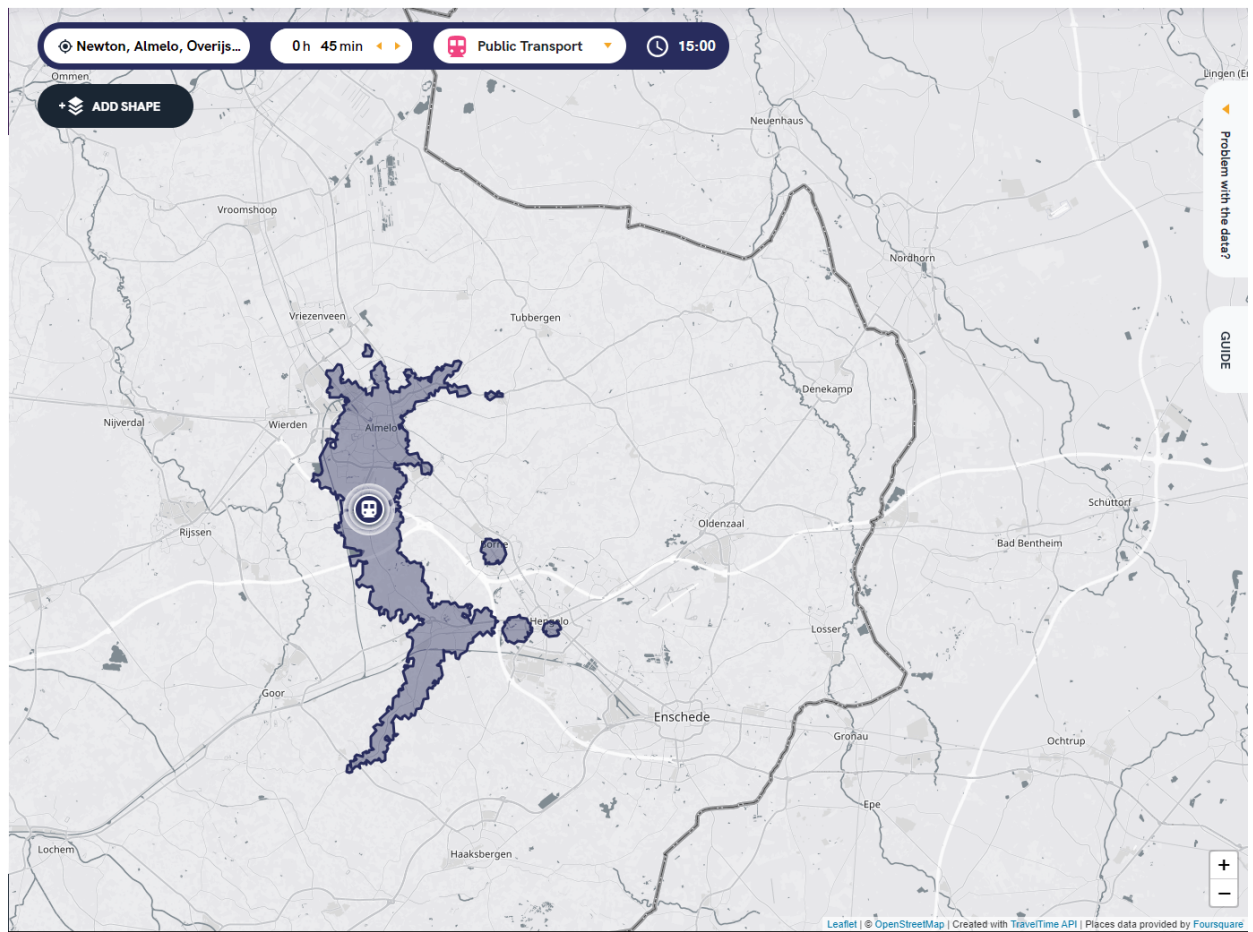 Newton, Almelo, Overijs...
0 h 45 min
Public Transport
15:00
Ommen
Lingen (Er
ADD SHAPE
Neuenhaus
Problem with the data?
Vroomshoop
Nordhorn
Vriezenveen
Tubbergen
GUIDE
Denekamp
Nijverdal
Wierden
Almelo
Schüttorf
Oldenzaal
Rijssen
Bad Bentheim
Borne
Hengelo
Losser
Goor
Enschede
Gronau
Ochtrup
Epe
Lochem
Haaksbergen
+
−
Leaflet | © OpenStreetMap | Created with TravelTime API | Places data provided by Foursquare